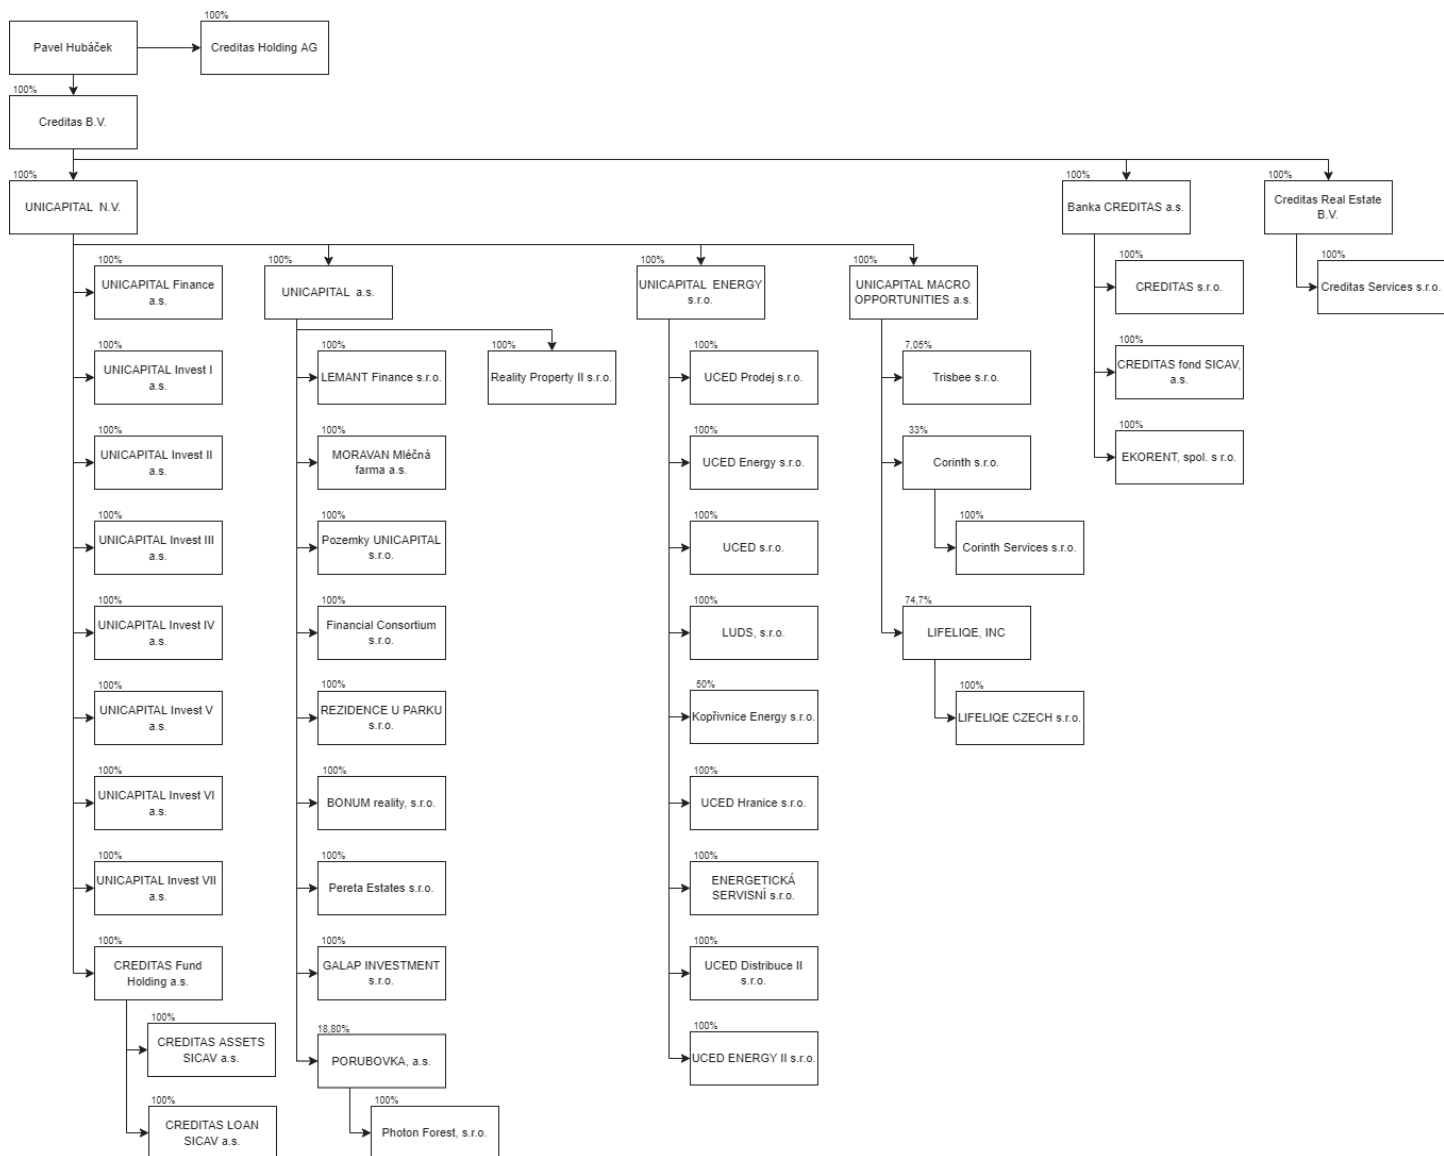 Pavel Hubáček
100%
Creditas Holding AG
100%
Creditas B.V.
100%
UNICAPITAL N.V.
100%
Banka CREDITAS a.s.
100%
Creditas Real Estate
B.V.
100%
UNICAPITAL Finance
a.s.
100%
UNICAPITAL Invest I
a.s.
100%
UNICAPITAL Invest II
a.s.
100%
UNICAPITAL Invest III
a.s.
100%
UNICAPITAL Invest IV
a.s.
100%
UNICAPITAL Invest V
a.s.
100%
UNICAPITAL Invest VI
a.s.
100%
UNICAPITAL Invest VII
a.s.
100%
CREDITAS Fund
Holding a.s.
100%
CREDITAS ASSETS
SICAV a.s.
100%
CREDITAS LOAN
SICAV a.s.
100%
UNICAPITAL a.s.
100%
LEMANT Finance s.r.o.
100%
Reality Property II s.r.o.
100%
MORAVAN Mléčná
farma a.s.
100%
Pozemky UNICAPITAL
s.r.o.
100%
Financial Consortium
s.r.o.
100%
REZIDENCE U PARKU
s.r.o.
100%
BONUM reality, s.r.o.
100%
Pereta Estates s.r.o.
100%
GALAP INVESTMENT
s.r.o.
18,80%
PORUBOVKA, a.s.
100%
Photon Forest, s.r.o.
100%
UNICAPITAL ENERGY
s.r.o.
100%
UCED Prodej s.r.o.
100%
UCED Energy s.r.o.
100%
UCED s.r.o.
100%
LUDS, s.r.o.
50%
Kopřivnice Energy s.r.o.
100%
UCED Hranice s.r.o.
100%
ENERGETICKÁ
SERVISNÍ s.r.o.
100%
UCED Distribuce II
s.r.o.
100%
UCED ENERGY II s.r.o.
100%
UNICAPITAL MACRO
OPPORTUNITIES a.s.
7,05%
Trisbee s.r.o.
33%
Corinth s.r.o.
100%
Corinth Services s.r.o.
74,7%
LIFELIQE, INC
100%
LIFELIQE CZECH s.r.o.
100%
CREDITAS s.r.o.
100%
CREDITAS fond SICAV,
a.s.
100%
EKORENT, spol. s r.o.
100%
Creditas Services s.r.o.